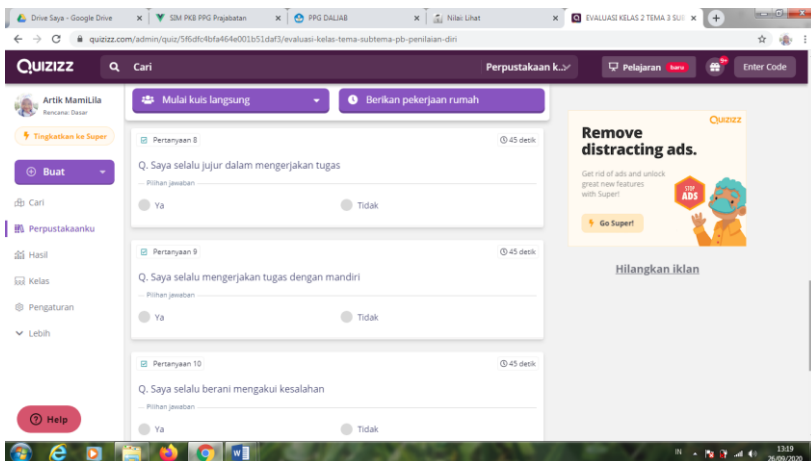 Drive Saya - Google Drive
SIM PKB PPG Prajabatan
PPG DALJAB
Nilai: Lihat
EVALUASI KELAS 2 TEMA 3 SUB
quizizz.com/admin/quiz/5f6dfc4bfa464e001b51daf3/evaluasi-kelas-tema-subtema-pb-penilaian-diri
QUIZIZZ
Cari
Perpustakaan k..
Pelajaran baru
Enter Code
Artik MamiLila
Rencana: Dasar
Tingkatkan ke Super
Buat
Cari
Perpustakaanku
Hasil
Kelas
Pengaturan
Lebih
Help
Mulai kuis langsung
Berikan pekerjaan rumah
Pertanyaan 8
45 detik
Q. Saya selalu jujur dalam mengerjakan tugas
Pilihan jawaban
Ya
Tidak
Pertanyaan 9
45 detik
Q. Saya selalu mengerjakan tugas dengan mandiri
Pilihan jawaban
Ya
Tidak
Pertanyaan 10
45 detik
Q. Saya selalu berani mengakui kesalahan
Pilihan jawaban
Ya
Tidak
QUIZIZZ
Remove
distracting ads.
Get rid of ads and unlock
great new features
with Super!
Go Super!
STOP
ADS
Hilangkan iklan
IN
13:19
26/09/2020